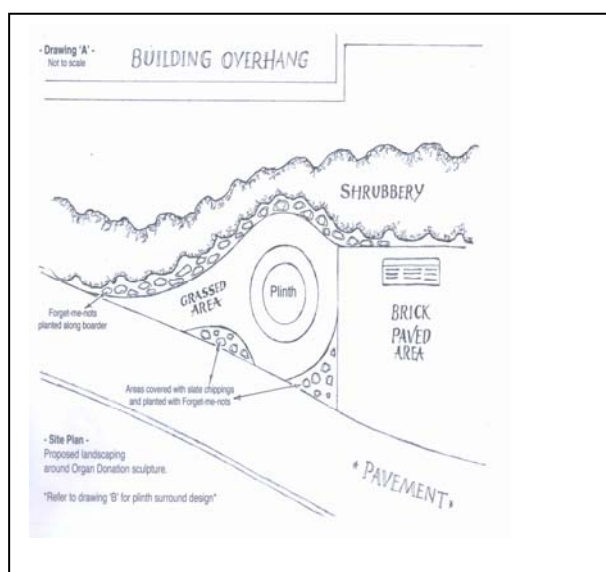 - Drawing 'A' -
Not to scale
BUILDING OVERHANG
SHRUBBERY
GRASSED
AREA
Plinth
BRICK
PAVED
AREA
Forget-me-nots
planted along boarder
Areas covered with slate chippings
and planted with Forget-me-nots
- Site Plan -
Proposed landscaping
around Organ Donation sculpture.
*Refer to drawing 'B' for plinth surround design*
* PAVEMENT *